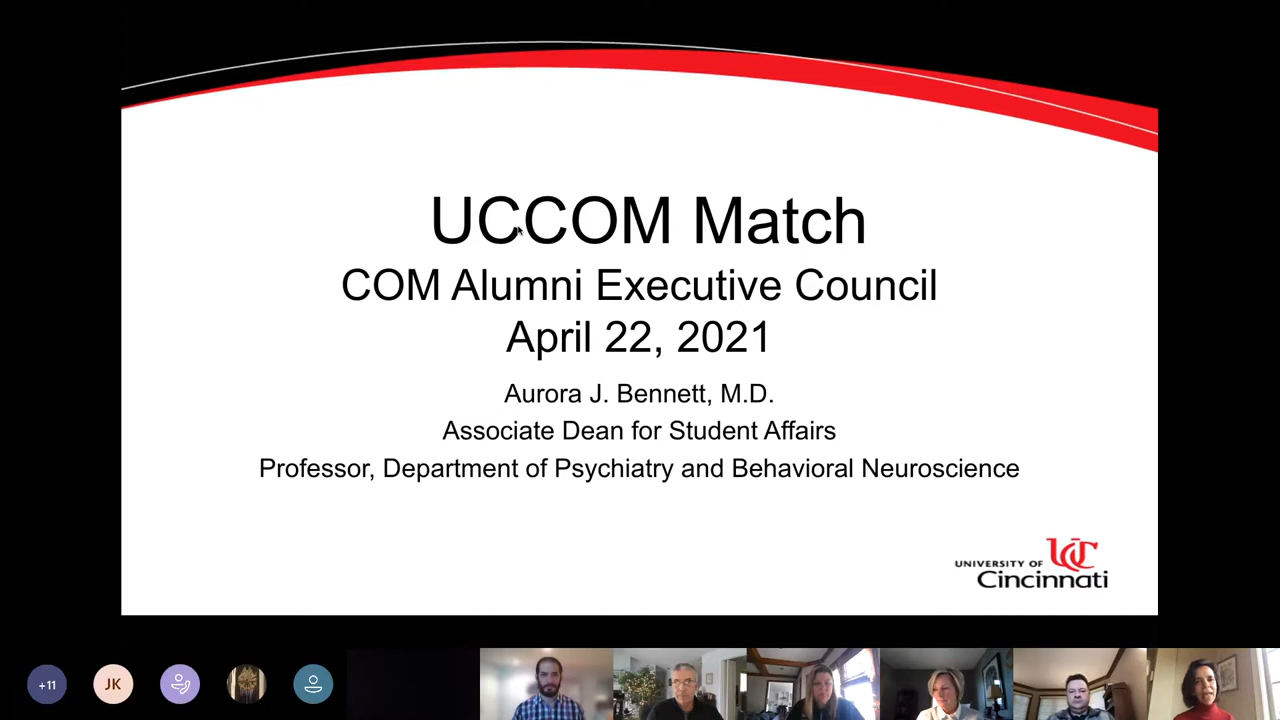 UCCOM Match
COM Alumni Executive Council
April 22, 2021
Aurora J. Bennett, M.D.
Associate Dean for Student Affairs
Professor, Department of Psychiatry and Behavioral Neuroscience
UC
UNIVERSITY OF
Cincinnati
+11
JK